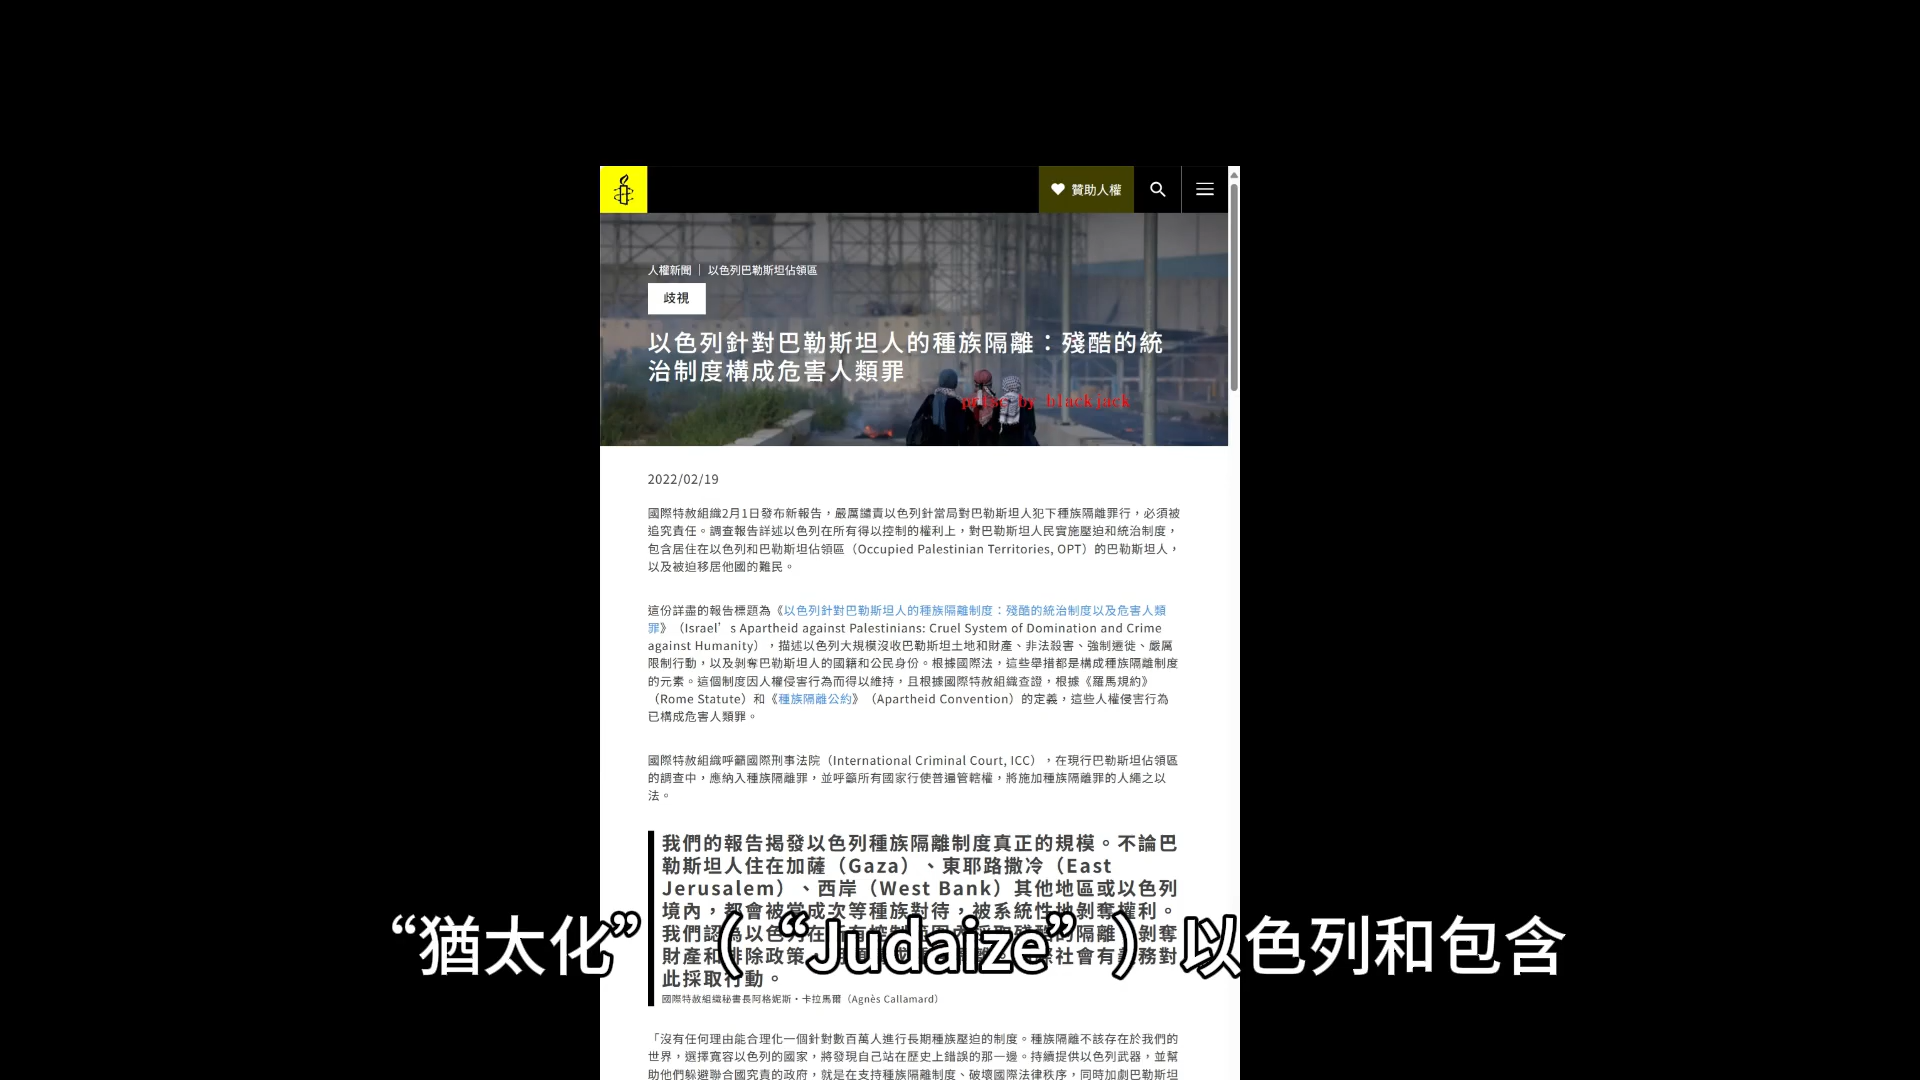 贊助人權
人權新聞 | 以色列巴勒斯坦佔領區
歧視
以色列針對巴勒斯坦人的種族隔離：殘酷的統
治制度構成危害人類罪
by blackjack
2022/02/19
國際特赦組織2月1日發布新報告，嚴厲譴責以色列針當局對巴勒斯坦人犯下種族隔離罪行，必須被
追究責任。調查報告詳述以色列在所有得以控制的權利上，對巴勒斯坦人民實施壓迫和統治制度，
包含居住在以色列和巴勒斯坦佔領區（Occupied Palestinian Territories, OPT）的巴勒斯坦人，
以及被迫移居他國的難民。
這份詳盡的報告標題為《以色列針對巴勒斯坦人的種族隔離制度：殘酷的統治制度以及危害人類
罪》（Israel’s Apartheid against Palestinians: Cruel System of Domination and Crime
against Humanity），描述以色列大規模沒收巴勒斯坦土地和財產、非法殺害、強制遷徙、嚴厲
限制行動，以及剝奪巴勒斯坦人的國籍和公民身份。根據國際法，這些舉措都是構成種族隔離制度
的元素。這個制度因人權侵害行為而得以維持，且根據國際特赦組織查證，根據《羅馬規約》
（Rome Statute）和《種族隔離公約》（Apartheid Convention）的定義，這些人權侵害行為
已構成危害人類罪。
國際特赦組織呼籲國際刑事法院（International Criminal Court, ICC），在現行巴勒斯坦佔領區
的調查中，應納入種族隔離罪，並呼籲所有國家行使普遍管轄權，將施加種族隔離罪的人繩之以
法。
我們的報告揭發以色列種族隔離制度真正的規模。不論巴
勒斯坦人住在加薩（Gaza）、東耶路撒冷（East
Jerusalem）、西岸（West Bank）其他地區或以色列
境內，都會被當成次等種族對待，被系統性地剝奪權利。
我們認為以色列在所有控制範圍內採取殘酷的隔離、剝奪
財產和排除政策 社會有義務對
此採取行動。
“猶太化”（“Judaize”）以色列和包含
國際特赦組織秘書長阿格妮斯・卡拉馬爾（Agnès Callamard）
「沒有任何理由能合理化一個針對數百萬人進行長期種族壓迫的制度。種族隔離不該存在於我們的
世界，選擇寬容以色列的國家，將發現自己站在歷史上錯誤的那一邊。持續提供以色列武器，並幫
助他們躲避聯合國究責的政府，就是在支持種族隔離制度、破壞國際法律秩序，同時加劇巴勒斯坦